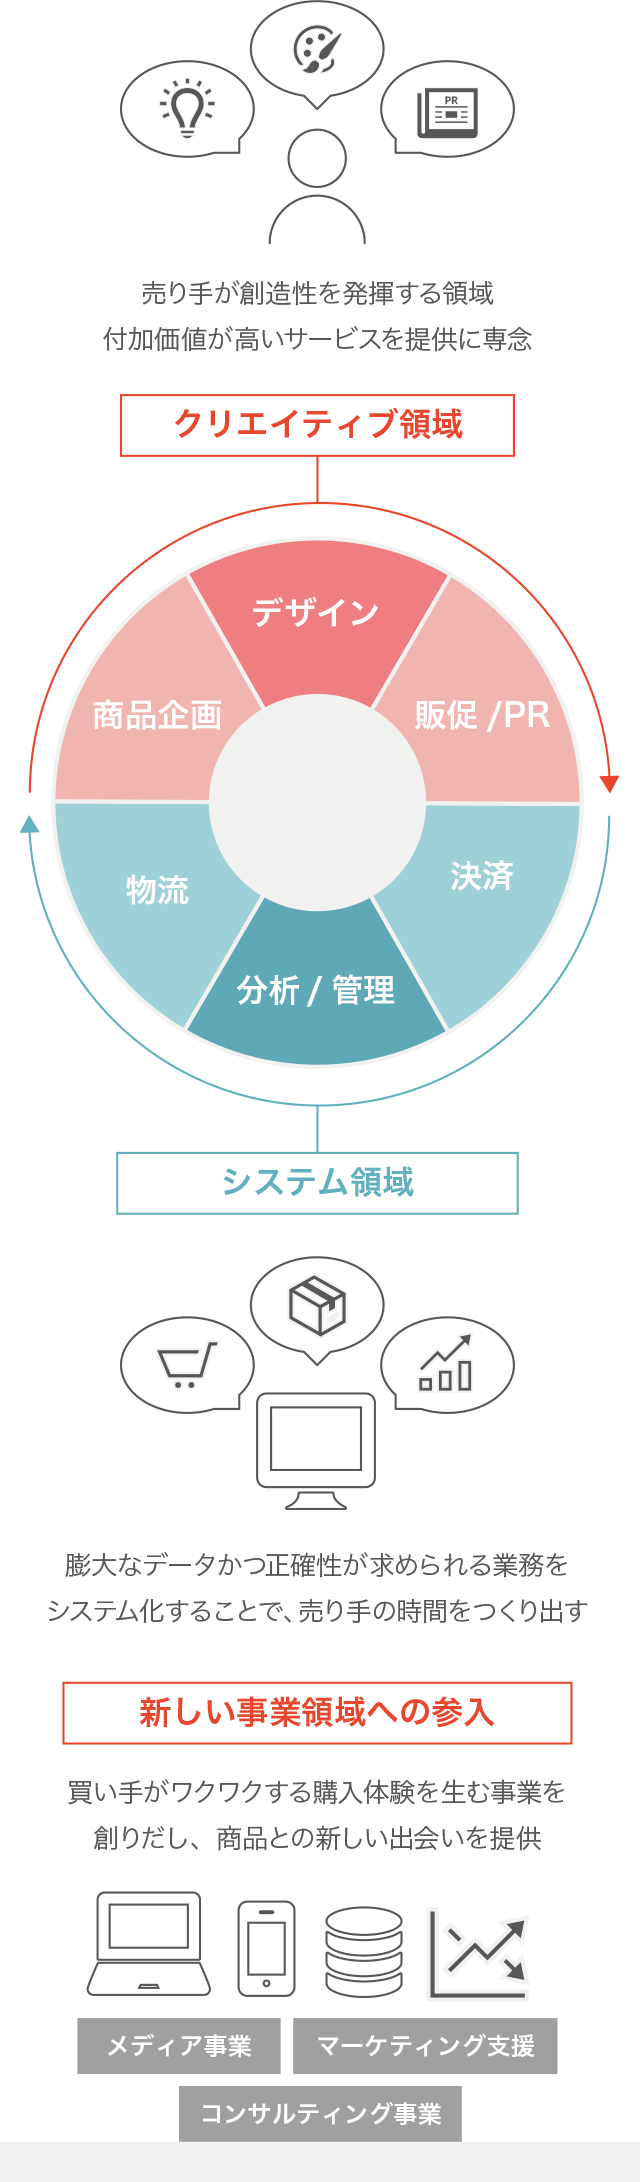 PR
売り手が創造性を発揮する領域
付加価値が高いサービスを提供に専念
クリエイティブ領域
デザイン
商品企画
販促 /PR
物流
決済
分析 / 管理
システム領域
膨大なデータかつ正確性が求められる業務を
システム化することで、売り手の時間をつくり出す
新しい事業領域への参入
買い手がワクワクする購入体験を生む事業を
創りだし、商品との新しい出会いを提供
メディア事業
マーケティング支援
コンサルティング事業